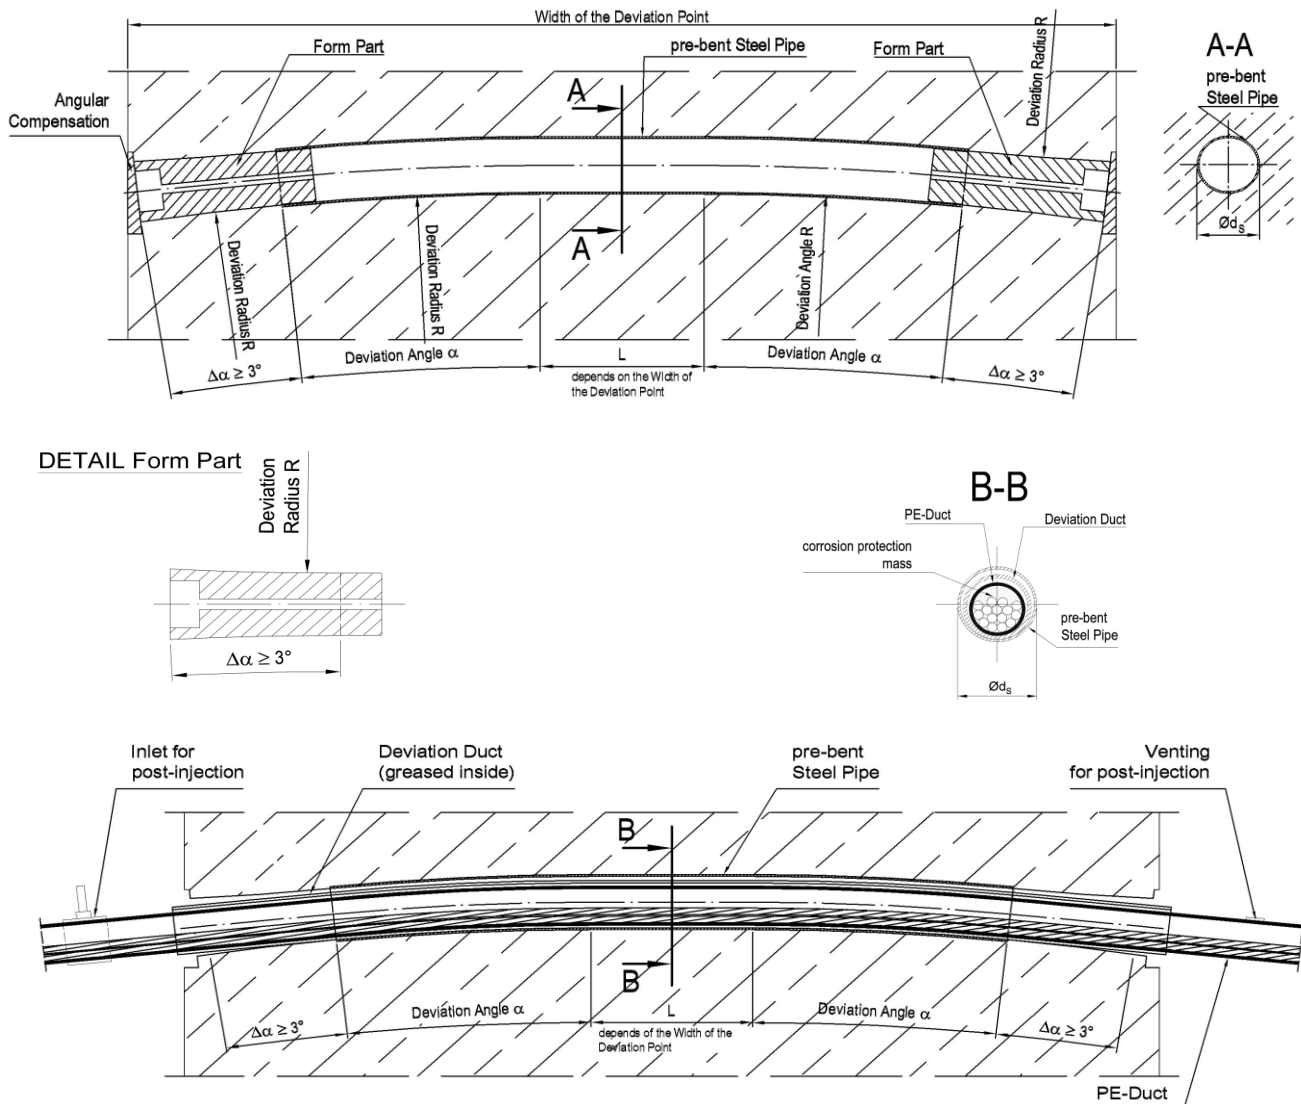 Width of the Deviation Point
Form Part
pre-bent Steel Pipe
Form Part
Deviation Radius R
A-A
pre-bent
Steel Pipe
Angular
Compensation
A
A
Ød_s
Deviation Radius R
Deviation Radius R
Deviation Angle R
Δα ≥ 3°
Deviation Angle α
L
depends on the Width of
the Deviation Point
Deviation Angle α
Δα ≥ 3°
DETAIL Form Part
Deviation
Radius R
Δα ≥ 3°
B-B
PE-Duct
Deviation Duct
corrosion protection
mass
pre-bent
Steel Pipe
Ød_s
Inlet for
post-injection
Deviation Duct
(greased inside)
pre-bent
Steel Pipe
Venting
for post-injection
B
B
Δα ≥ 3°
Deviation Angle α
L
depends of the Width of the
Deviation Point
Deviation Angle α
Δα ≥ 3°
PE-Duct